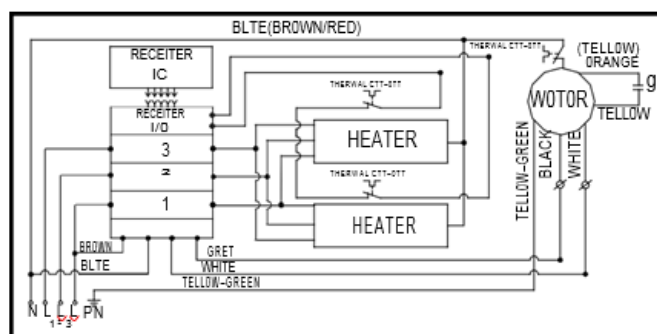 BLTE(BROWN/RED)
RECEITER
IC
THERWAL CTT-OTT
(TELLOW)
ORANGE
THERWAL CTT-OTT
RECEITER
I/O
WOTOR
g
TELLOW
3
HEATER
2
THERWAL CTT-OTT
1
HEATER
TELLOW-GREEN
BLACK
WHITE
BROWN
GRET
BLTE
WHITE
TELLOW-GREEN
N L L L PN
1 3